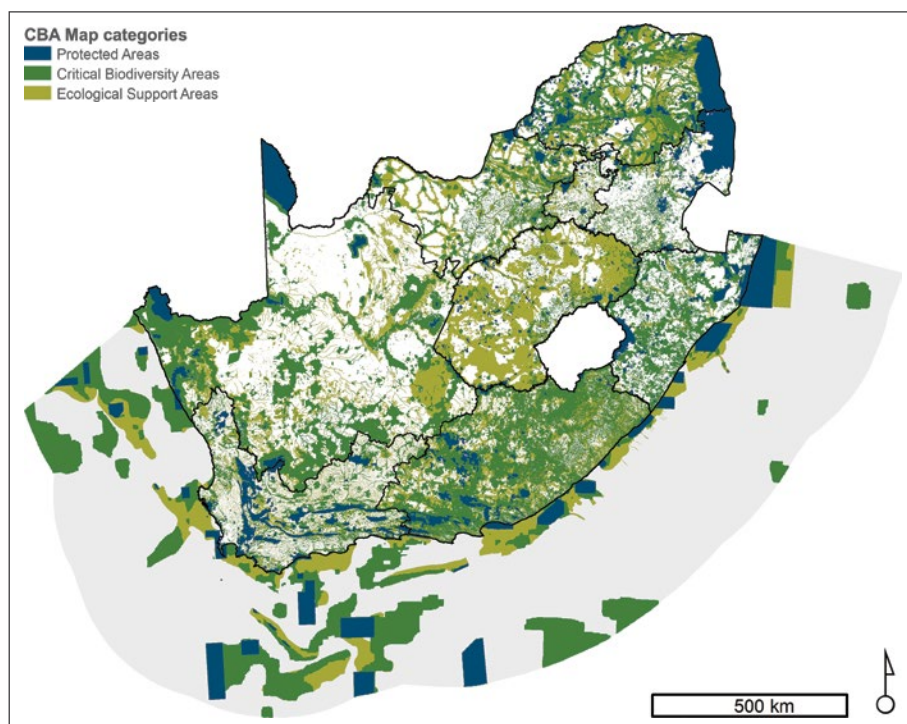 CBA Map categories
Protected Areas
Critical Biodiversity Areas
Ecological Support Areas
500 km